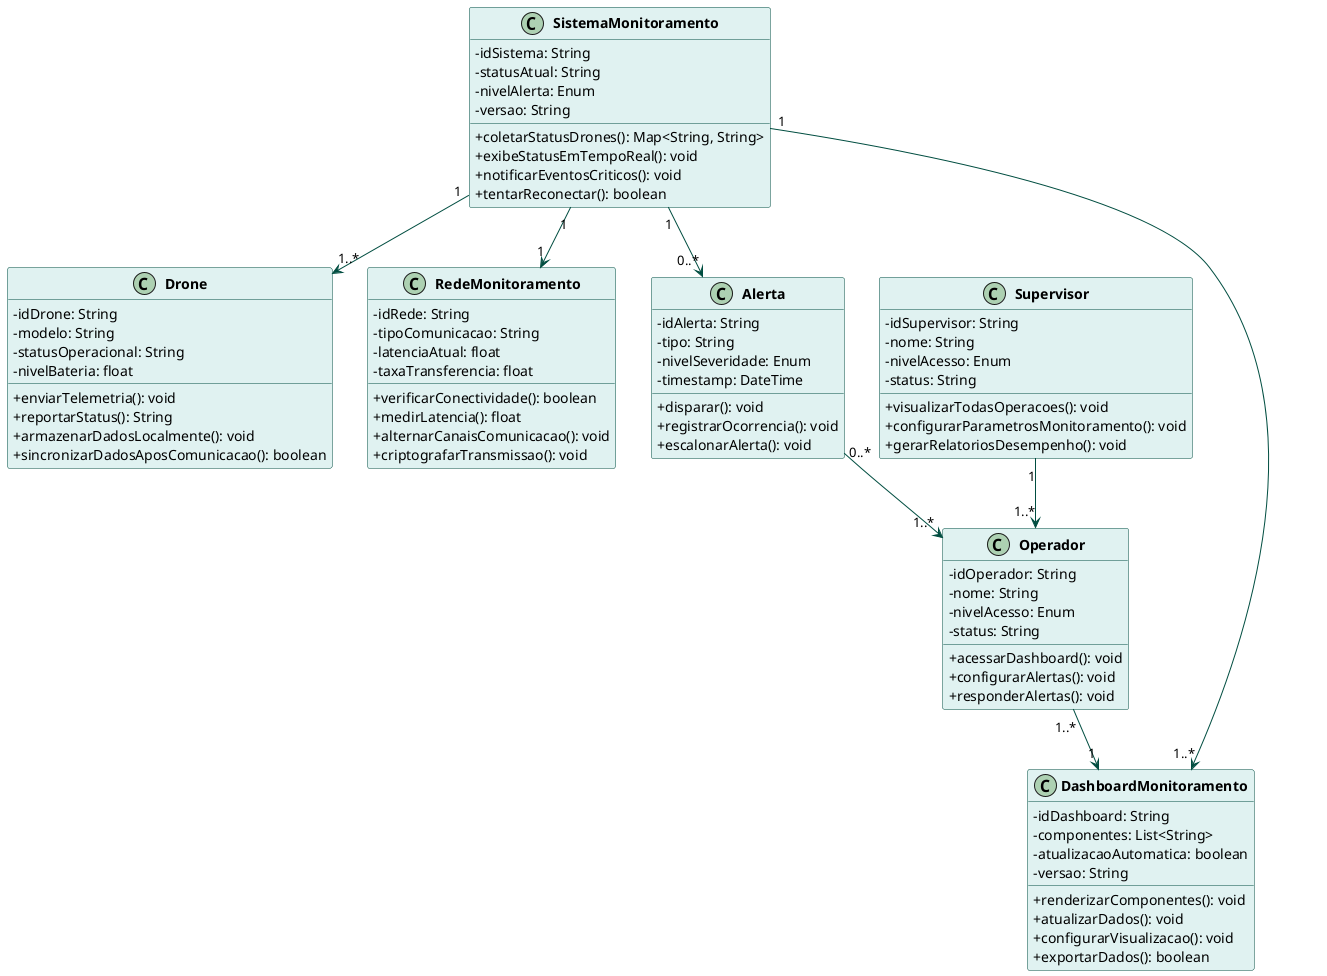 C SistemaMonitoramento
-idSistema: String
-statusAtual: String
-nivelAlerta: Enum
-versao: String
+coletarStatusDrones(): Map<String, String>
+exibeStatusEmTempoReal(): void
+notificarEventosCriticos(): void
+tentarReconectar(): boolean
1
1
1
1
1..*
1
0..*
C Drone
-idDrone: String
-modelo: String
-statusOperacional: String
-nivelBateria: float
+enviarTelemetria(): void
+reportarStatus(): String
+armazenarDadosLocalmente(): void
+sincronizarDadosAposComunicacao(): boolean
C RedeMonitoramento
-idRede: String
-tipoComunicacao: String
-latenciaAtual: float
-taxaTransferencia: float
+verificarConectividade(): boolean
+medirLatencia(): float
+alternarCanaisComunicacao(): void
+criptografarTransmissao(): void
C Alerta
-idAlerta: String
-tipo: String
-nivelSeveridade: Enum
-timestamp: DateTime
+disparar(): void
+registrarOcorrencia(): void
+escalonarAlerta(): void
C Supervisor
-idSupervisor: String
-nome: String
-nivelAcesso: Enum
-status: String
+visualizarTodasOperacoes(): void
+configurarParametrosMonitoramento(): void
+gerarRelatoriosDesempenho(): void
0..*
1
1..*
1..*
C Operador
-idOperador: String
-nome: String
-nivelAcesso: Enum
-status: String
+acessarDashboard(): void
+configurarAlertas(): void
+responderAlertas(): void
1..*
1
1..*
C DashboardMonitoramento
-idDashboard: String
-componentes: List<String>
-atualizacaoAutomatica: boolean
-versao: String
+renderizarComponentes(): void
+atualizarDados(): void
+configurarVisualizacao(): void
+exportarDados(): boolean